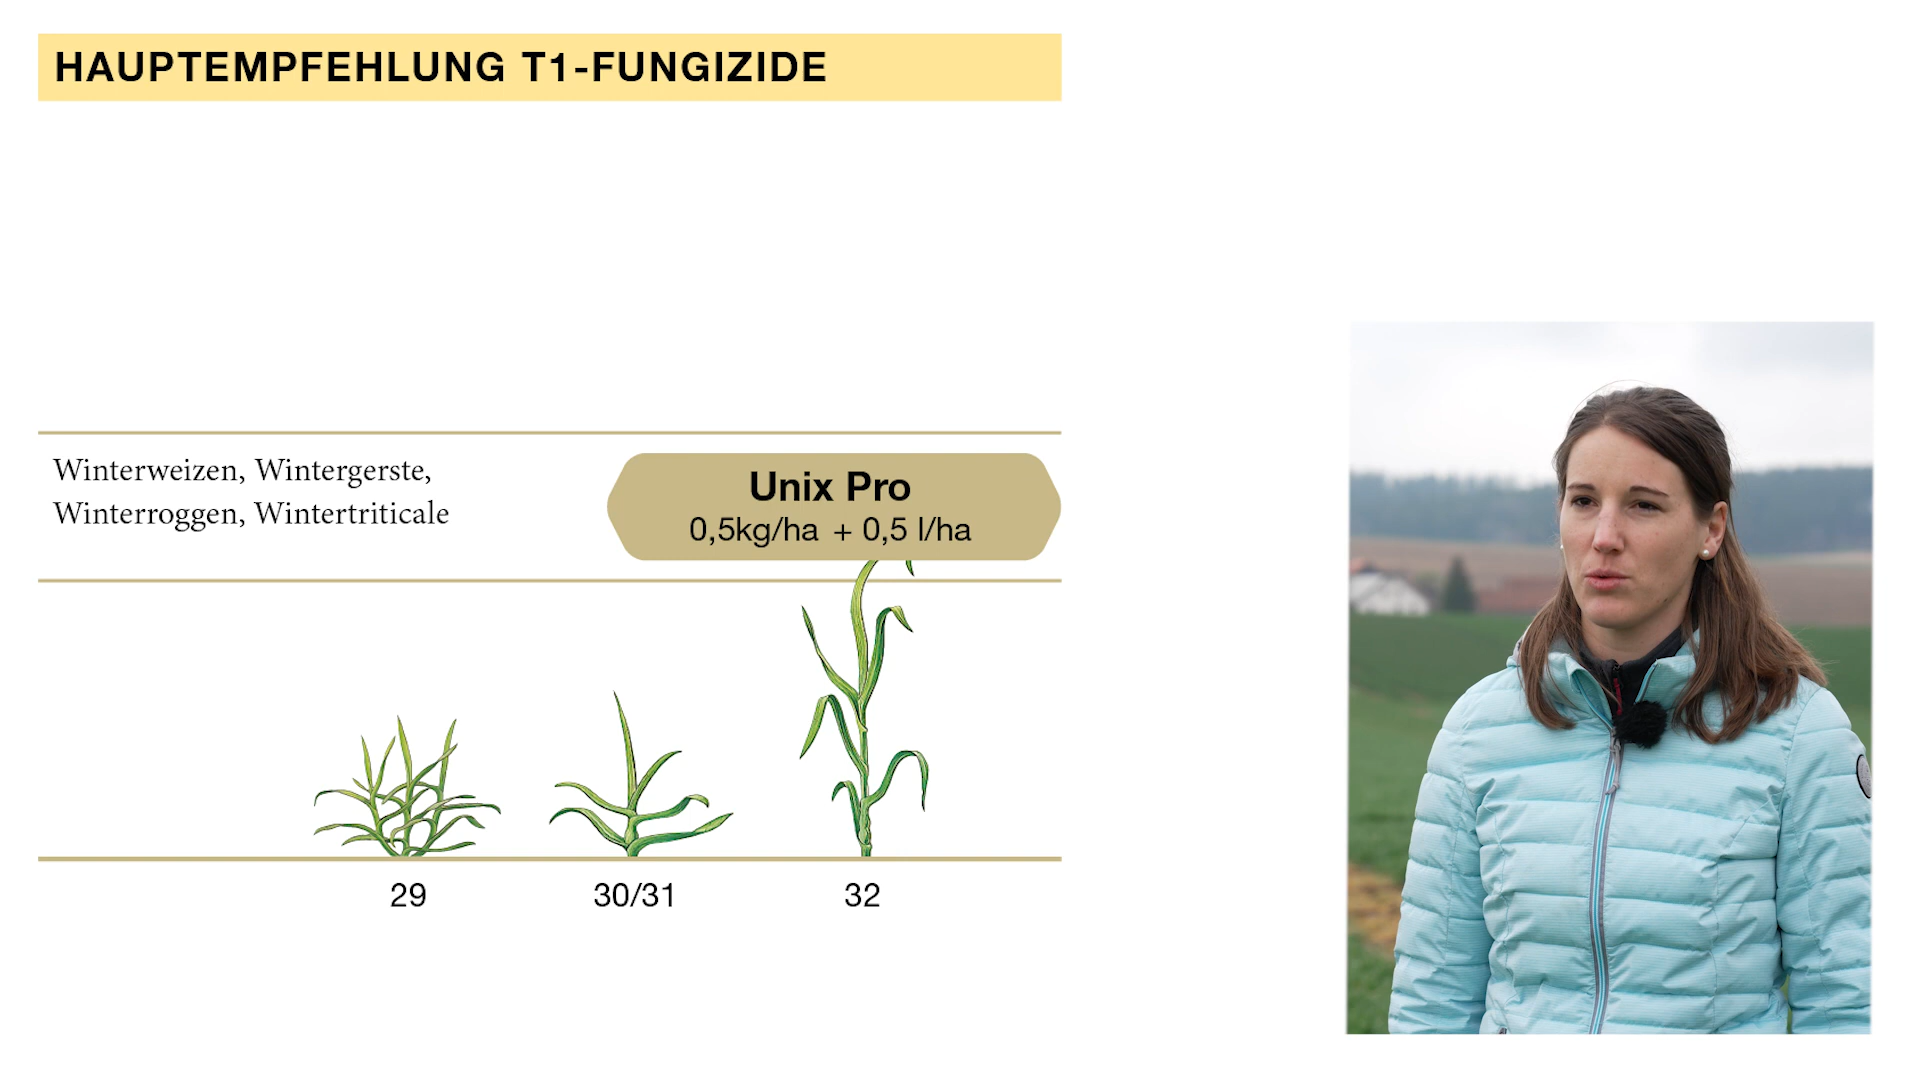 HAUPTEMPFEHLUNG T1-FUNGIZIDE
Winterweizen, Wintergerste,
Winterroggen, Wintertriticale
Unix Pro
0,5kg/ha + 0,5 l/ha
29
30/31
32